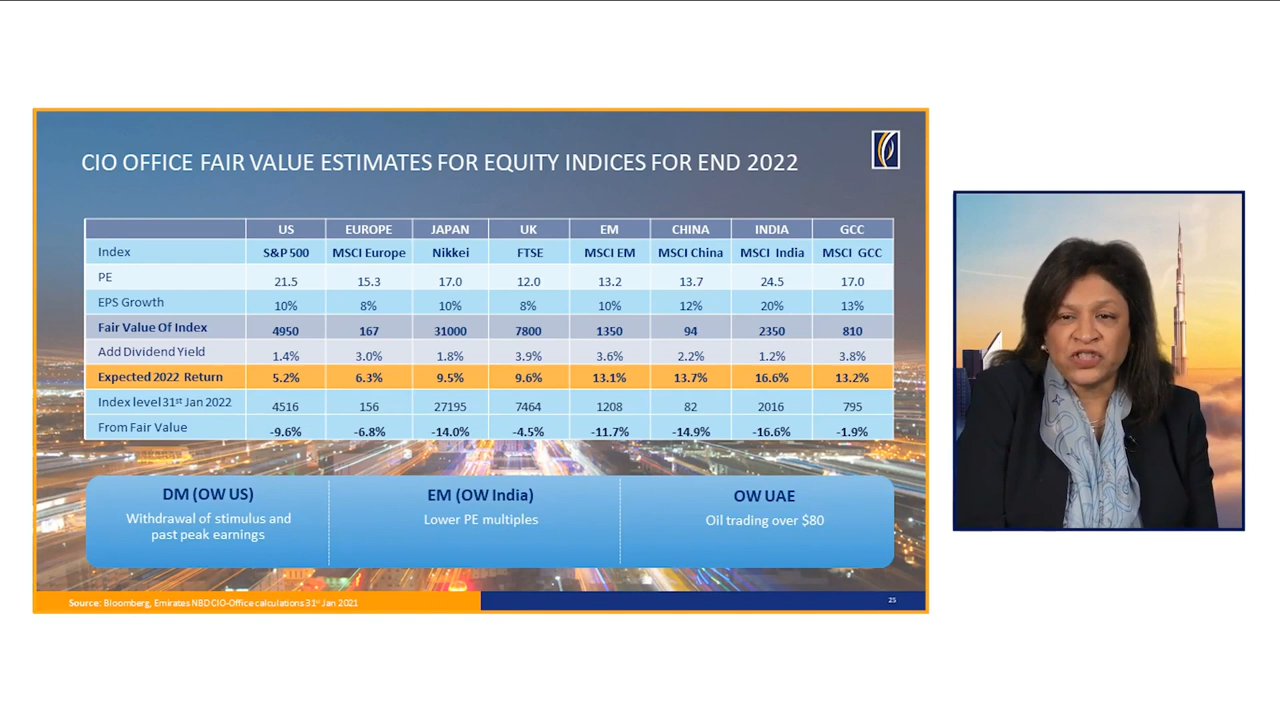 CIO OFFICE FAIR VALUE ESTIMATES FOR EQUITY INDICES FOR END 2022
US EUROPE JAPAN UK EM CHINA INDIA GCC
Index S&P 500 MSCI Europe Nikkei FTSE MSCI EM MSCI China MSCI India MSCI GCC
PE 21.5 15.3 17.0 12.0 13.2 13.7 24.5 17.0
EPS Growth 10% 8% 10% 8% 10% 12% 20% 13%
Fair Value Of Index 4950 167 31000 7800 1350 94 2350 810
Add Dividend Yield 1.4% 3.0% 1.8% 3.9% 3.6% 2.2% 1.2% 3.8%
Expected 2022 Return 5.2% 6.3% 9.5% 9.6% 13.1% 13.7% 16.6% 13.2%
Index level 31st Jan 2022 4516 156 27195 7464 1208 82 2016 795
From Fair Value -9.6% -6.8% -14.0% -4.5% -11.7% -14.9% -16.6% -1.9%
DM (OW US)
Withdrawal of stimulus and
past peak earnings
EM (OW India)
Lower PE multiples
OW UAE
Oil trading over $80
Source: Bloomberg, Emirates NBD CIO-Office calculations 31st Jan 2021
25